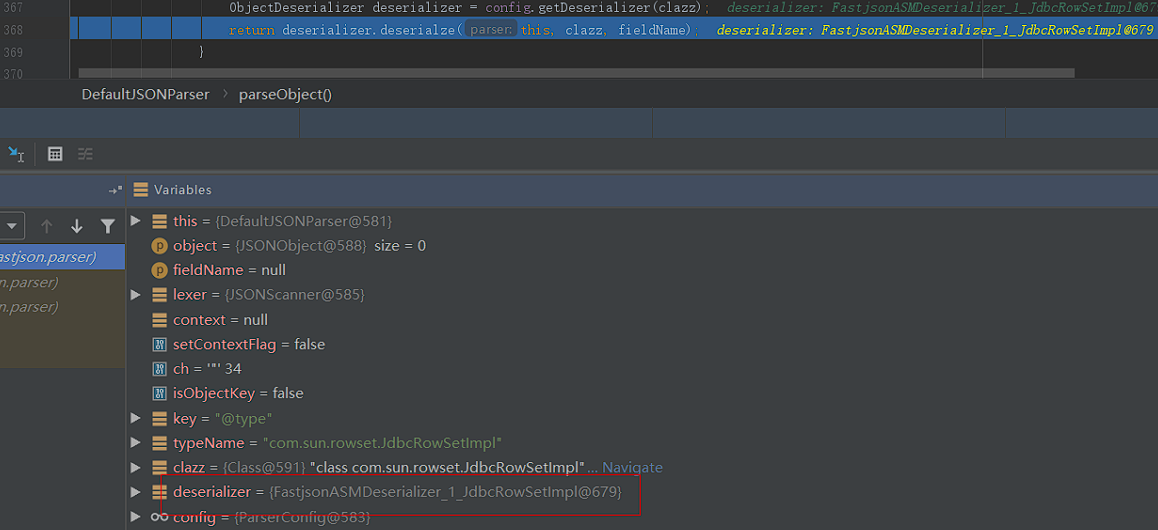 367 ObjectDeserializer deserializer = config.getDeserializer(clazz); deserializer: FastjsonASMDeserializer_1_JdbcRowSetImpl@67
368 return deserializer.deserialze( parser: this, clazz, fieldName); deserializer: FastjsonASMDeserializer_1_JdbcRowSetImpl@679
369 }
370
DefaultJSONParser › parseObject()
Variables
this = {DefaultJSONParser@581}
object = {JSONObject@588} size = 0
astjson.parser)
fieldName = null
n.parser)
lexer = {JSONScanner@585}
n.parser)
context = null
setContextFlag = false
ch = '"' 34
isObjectKey = false
key = "@type"
typeName = "com.sun.rowset.JdbcRowSetImpl"
clazz = {Class@591} "class com.sun.rowset.JdbcRowSetImpl" ... Navigate
deserializer = {FastjsonASMDeserializer_1_JdbcRowSetImpl@679}
config = {ParserConfig@583}